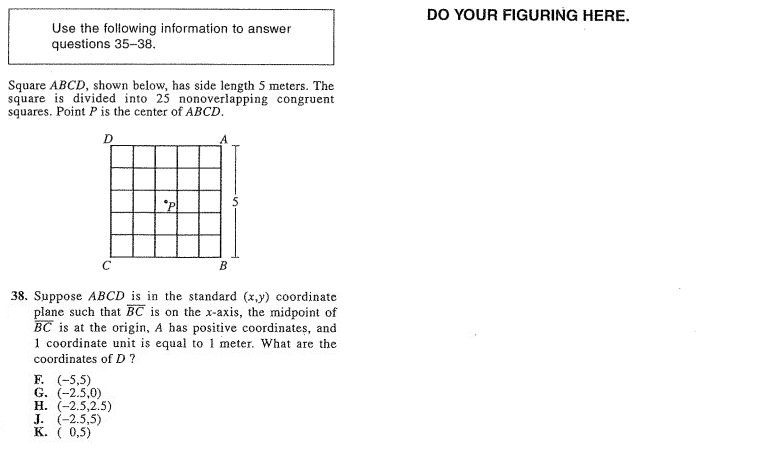 Use the following information to answer
questions 35–38.
DO YOUR FIGURING HERE.
Square ABCD, shown below, has side length 5 meters. The
square is divided into 25 nonoverlapping congruent
squares. Point P is the center of ABCD.
D A
P 5
C B
38. Suppose ABCD is in the standard (x,y) coordinate
plane such that BC is on the x-axis, the midpoint of
BC is at the origin, A has positive coordinates, and
1 coordinate unit is equal to 1 meter. What are the
coordinates of D ?
F. (−5,5)
G. (−2.5,0)
H. (−2.5,2.5)
J. (−2.5,5)
K. ( 0,5)